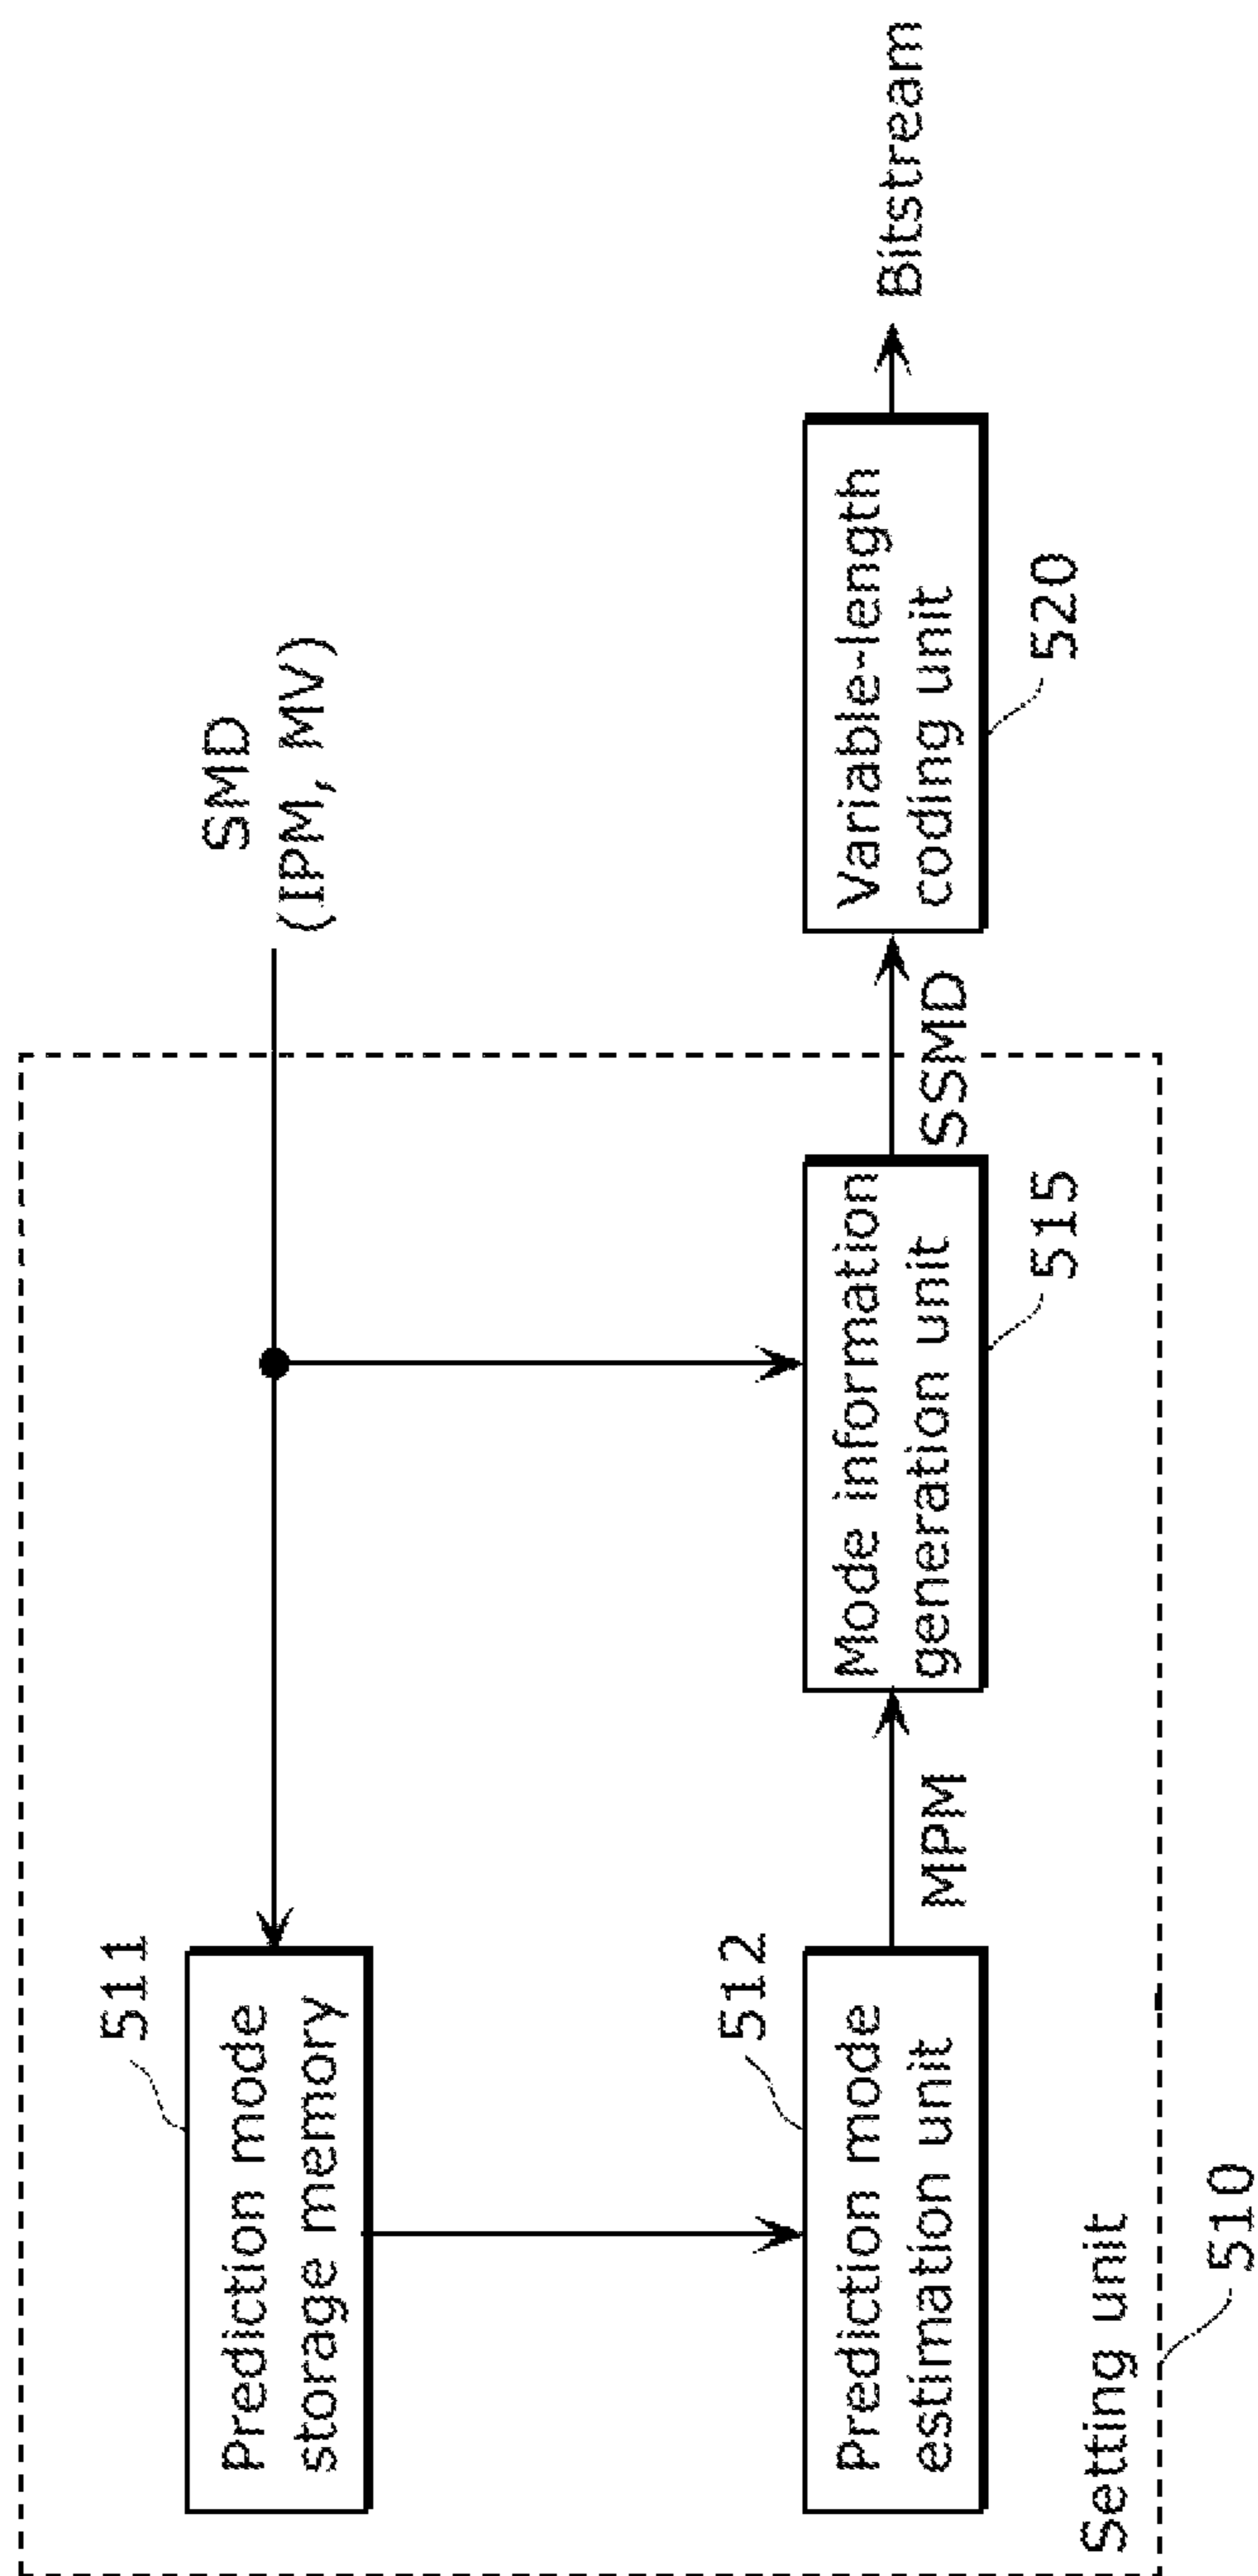 SMD
(IPM, MV)
511
Prediction mode
storage memory
512
Prediction mode
estimation unit
MPM
Mode information
generation unit
515
SSMD
Variable-length
coding unit
520
Bitstream
Setting unit
510